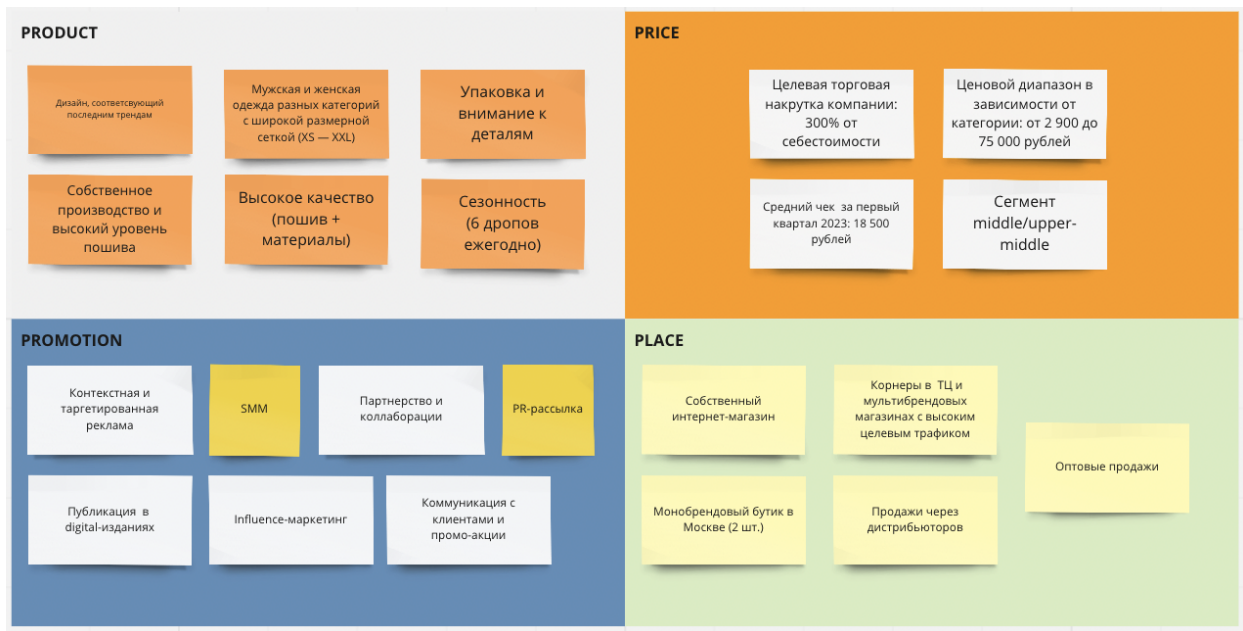 PRODUCT
Дизайн, соответсвующий
последним трендам
Мужская и женская
одежда разных категорий
с широкой размерной
сеткой (XS — XXL)
Упаковка и
внимание к
деталям
Собственное
производство и
высокий уровень
пошива
Высокое качество
(пошив +
материалы)
Сезонность
(6 дропов
ежегодно)
PRICE
Целевая торговая
накрутка компании:
300% от
себестоимости
Ценовой диапазон в
зависимости от
категории: от 2 900 до
75 000 рублей
Средний чек за первый
квартал 2023: 18 500
рублей
Сегмент
middle/upper-
middle
PROMOTION
Контекстная и
таргетированная
реклама
SMM
Партнерство и
коллаборации
PR-рассылка
Публикация в
digital-изданиях
Influence-маркетинг
Коммуникация с
клиентами и
промо-акции
PLACE
Собственный
интернет-магазин
Корнеры в ТЦ и
мультибрендовых
магазинах с высоким
целевым трафиком
Оптовые продажи
Монобрендовый бутик в
Москве (2 шт.)
Продажи через
дистрибьюторов